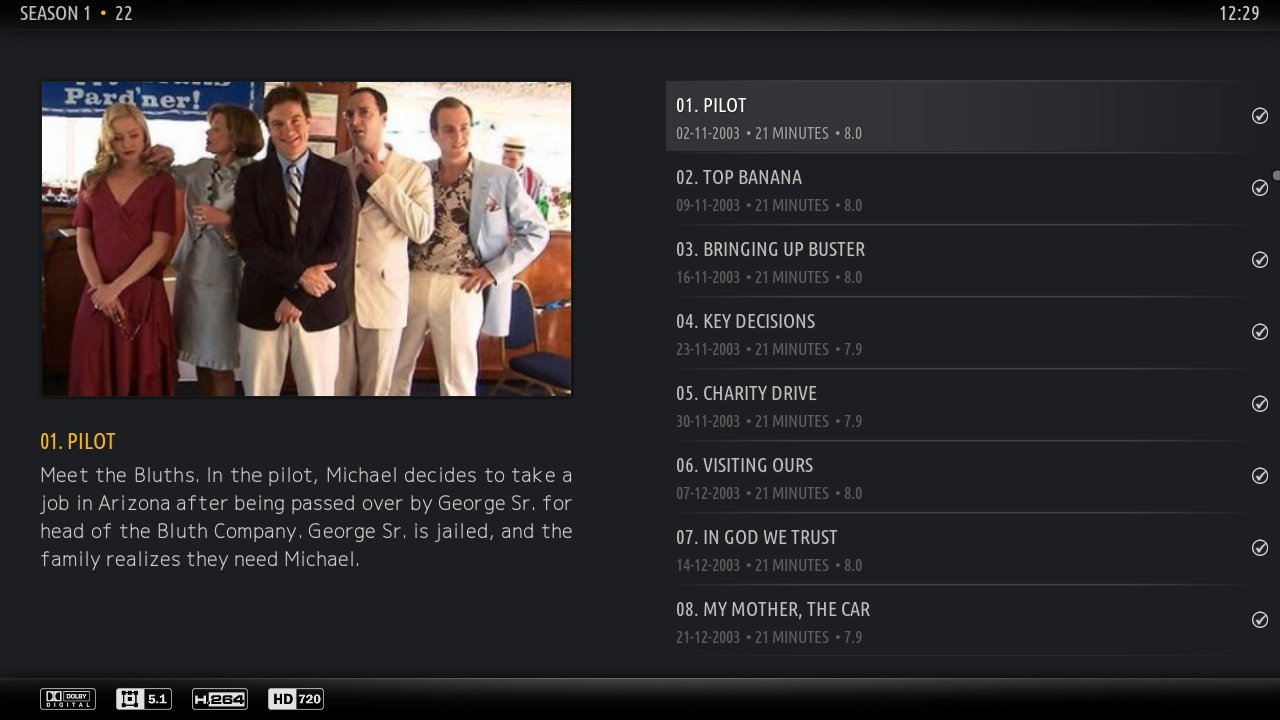 SEASON 1 • 22
12:29
Pard'ner!
01. PILOT
Meet the Bluths. In the pilot, Michael decides to take a
job in Arizona after being passed over by George Sr. for
head of the Bluth Company. George Sr. is jailed, and the
family realizes they need Michael.
01. PILOT
02-11-2003 • 21 MINUTES • 8.0
02. TOP BANANA
09-11-2003 • 21 MINUTES • 8.0
03. BRINGING UP BUSTER
16-11-2003 • 21 MINUTES • 8.0
04. KEY DECISIONS
23-11-2003 • 21 MINUTES • 7.9
05. CHARITY DRIVE
30-11-2003 • 21 MINUTES • 7.9
06. VISITING OURS
07-12-2003 • 21 MINUTES • 8.0
07. IN GOD WE TRUST
14-12-2003 • 21 MINUTES • 8.0
08. MY MOTHER, THE CAR
21-12-2003 • 21 MINUTES • 7.9
DOLBY
DIGITAL
5.1
H.264
HD 720